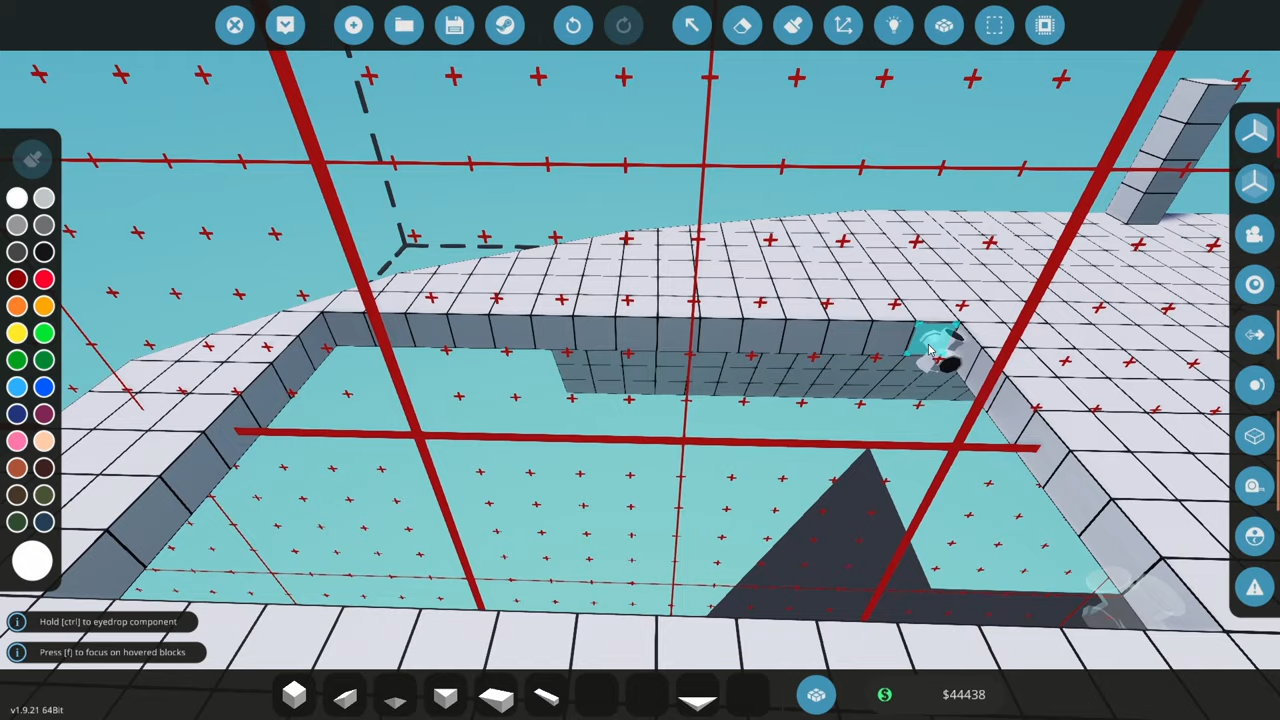 Hold [ctrl] to eyedrop component
Press [f] to focus on hovered blocks
$44438
v1.9.21 64Bit